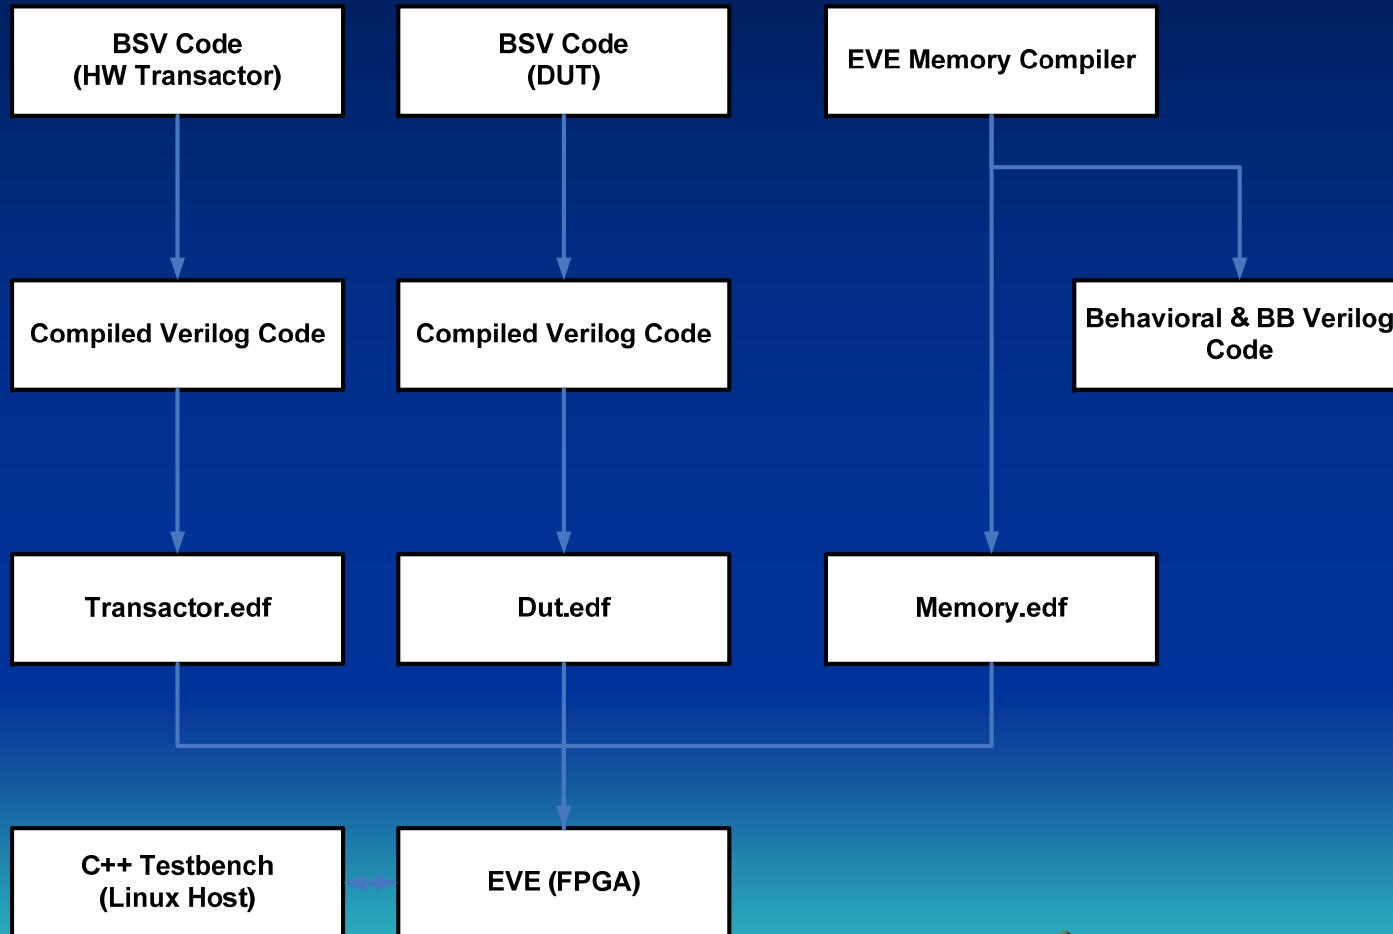 BSV Code
(HW Transactor)
BSV Code
(DUT)
EVE Memory Compiler
Compiled Verilog Code
Compiled Verilog Code
Behavioral & BB Verilog
Code
Transactor.edf
Dut.edf
Memory.edf
C++ Testbench
(Linux Host)
EVE (FPGA)